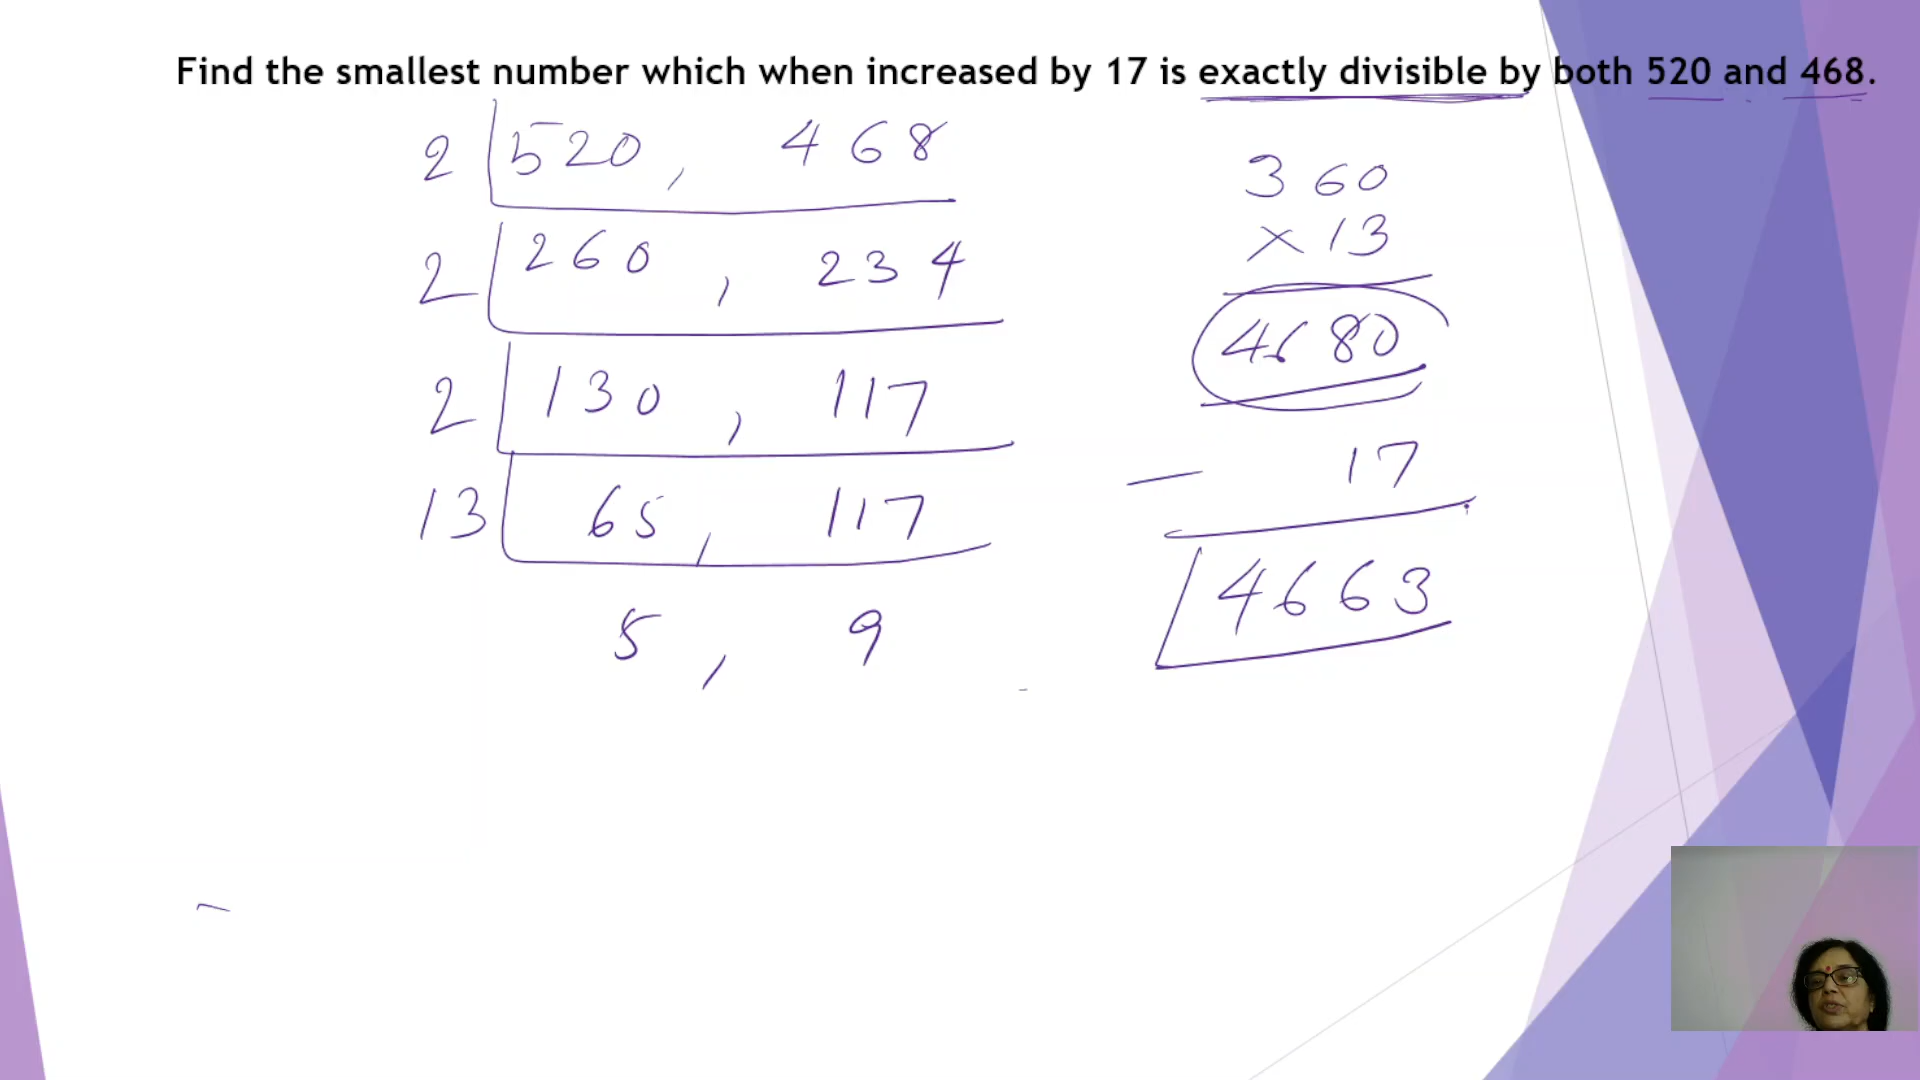 Find the smallest number which when increased by 17 is exactly divisible by both 520 and 468.
2 520, 468
2 260, 234
2 130, 117
13 65, 117
5, 9
360
×13
4680
- 17
4663